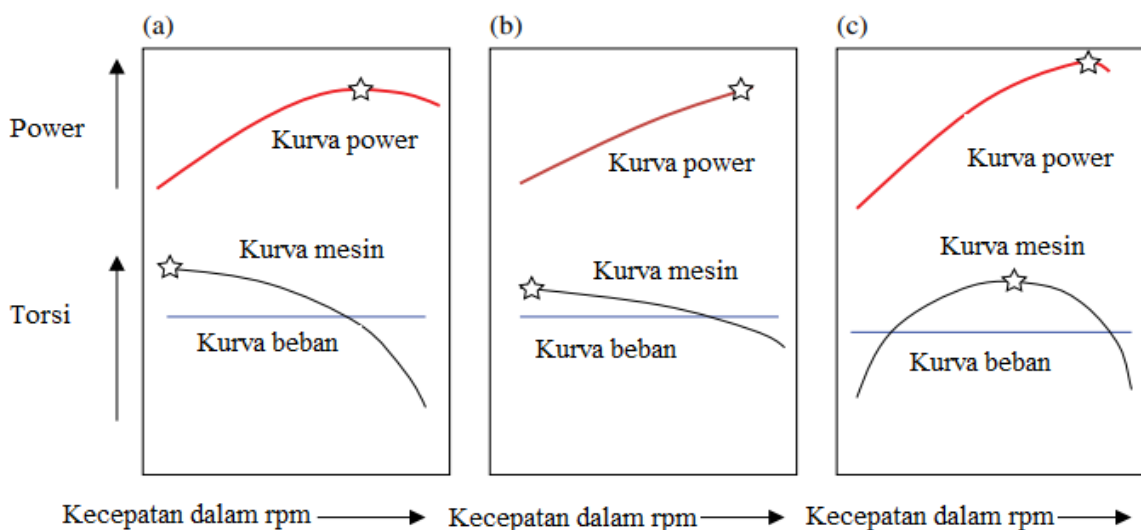 (a)
(b)
(c)
Power
Kurva power
Kurva power
Kurva power
Kurva mesin
Kurva mesin
Kurva mesin
Torsi
Kurva beban
Kurva beban
Kurva beban
Kecepatan dalam rpm
Kecepatan dalam rpm
Kecepatan dalam rpm